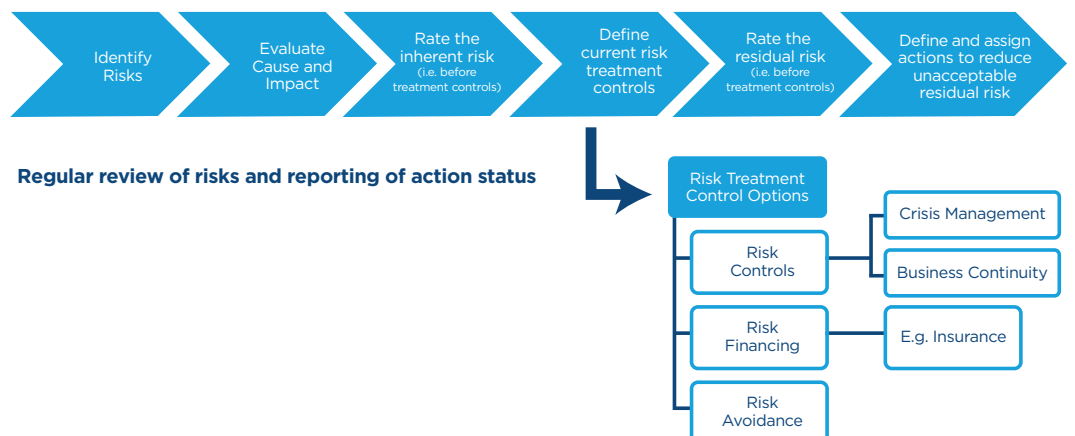 Identify
Risks
Evaluate
Cause and
Impact
Rate the
inherent risk
(i.e. before
treatment controls)
Define
current risk
treatment
controls
Rate the
residual risk
(i.e. before
treatment controls)
Define and assign
actions to reduce
unacceptable
residual risk
Regular review of risks and reporting of action status
Risk Treatment
Control Options
Risk
Controls
Crisis Management
Business Continuity
Risk
Financing
E.g. Insurance
Risk
Avoidance